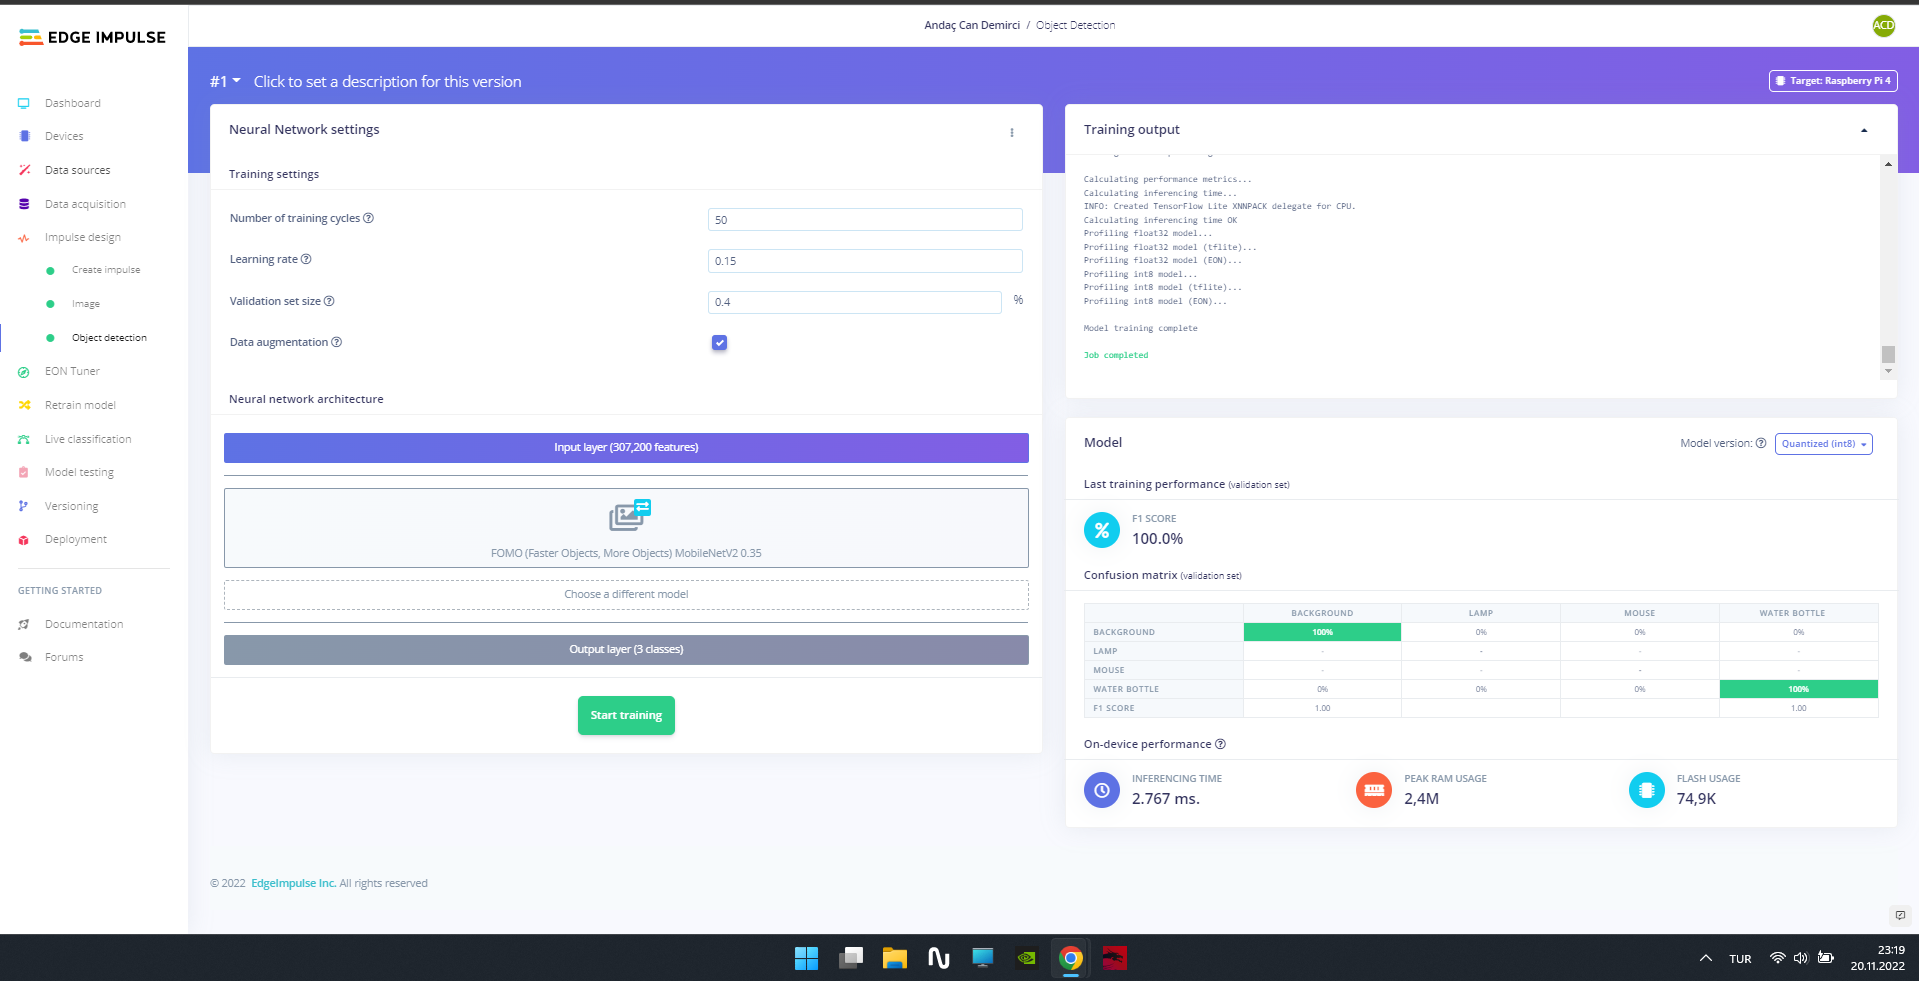 EDGE IMPULSE
Andaç Can Demirci / Object Detection
ACD
#1 Click to set a description for this version
Target: Raspberry Pi 4
Dashboard
Devices
Data sources
Data acquisition
Impulse design
Create impulse
Image
Object detection
EON Tuner
Retrain model
Live classification
Model testing
Versioning
Deployment
GETTING STARTED
Documentation
Forums
Neural Network settings
Training settings
Number of training cycles ? 50
Learning rate ? 0.15
Validation set size ? 0.4 %
Data augmentation ?
Neural network architecture
Input layer (307,200 features)
FOMO (Faster Objects, More Objects) MobileNetV2 0.35
Choose a different model
Output layer (3 classes)
Start training
Training output
Calculating performance metrics...
Calculating inferencing time...
INFO: Created TensorFlow Lite XNNPACK delegate for CPU.
Calculating inferencing time OK
Profiling float32 model...
Profiling float32 model (tflite)...
Profiling float32 model (EON)...
Profiling int8 model...
Profiling int8 model (tflite)...
Profiling int8 model (EON)...
Model training complete
Job completed
Model
Model version: ? Quantized (int8)
Last training performance (validation set)
%
F1 SCORE
100.0%
Confusion matrix (validation set)
BACKGROUND LAMP MOUSE WATER BOTTLE
BACKGROUND 100% 0% 0% 0%
LAMP - - - -
MOUSE - - - -
WATER BOTTLE 0% 0% 0% 100%
F1 SCORE 1.00 1.00
On-device performance ?
INFERENCING TIME
2.767 ms.
PEAK RAM USAGE
2,4M
FLASH USAGE
74,9K
© 2022 EdgeImpulse Inc. All rights reserved
TUR
23:19
20.11.2022